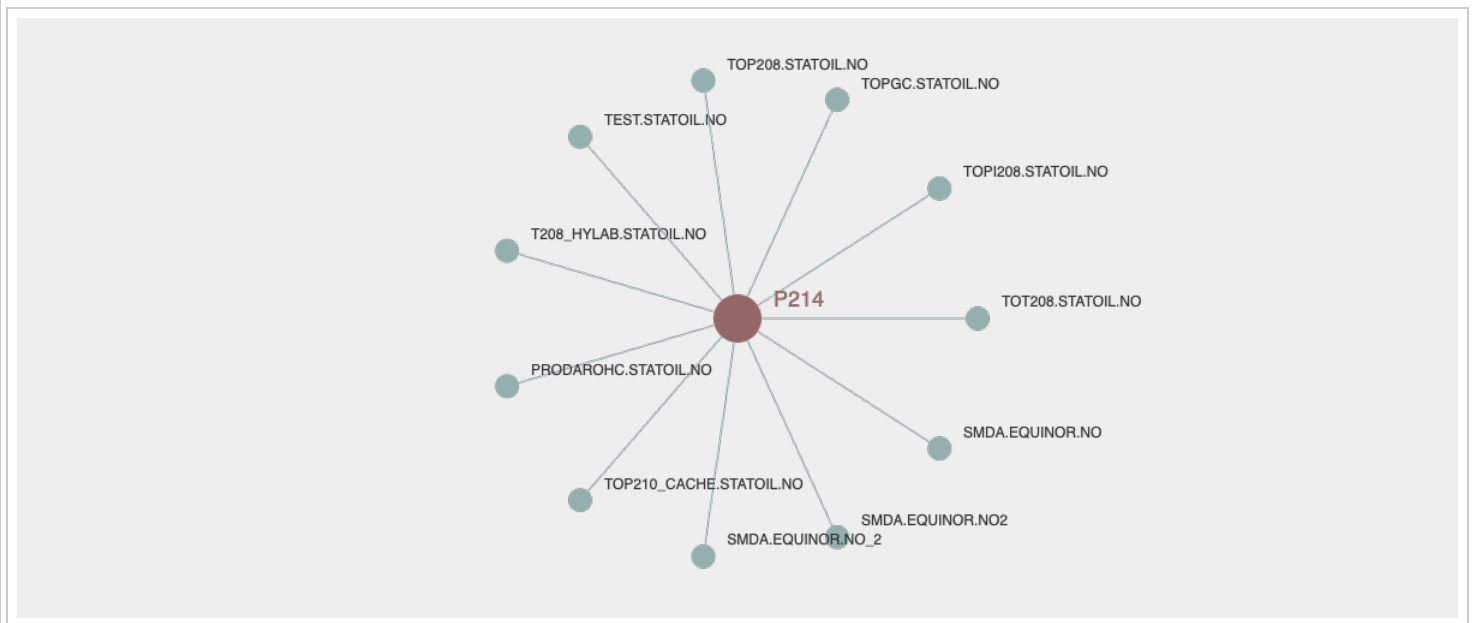 TOP208.STATOIL.NO
TOPGC.STATOIL.NO
TEST.STATOIL.NO
TOPI208.STATOIL.NO
T208_HYLAB.STATOIL.NO
P214
TOT208.STATOIL.NO
PRODAROHC.STATOIL.NO
SMDA.EQUINOR.NO
TOP210_CACHE.STATOIL.NO
SMDA.EQUINOR.NO2
SMDA.EQUINOR.NO_2